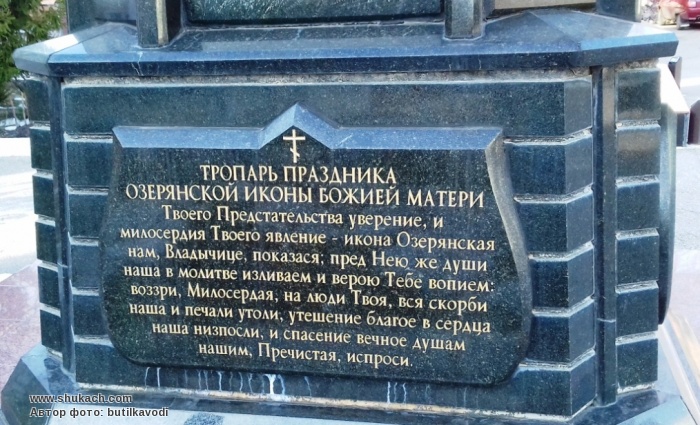 ТРОПАРЬ ПРАЗДНИКА
ОЗЕРЯНСКОЙ ИКОНЫ БОЖИЕЙ МАТЕРИ
Твоего Предстательства уверение, и
милосердия Твоего явление - икона Озерянская
нам, Владычице, показася; пред Нею же души
наша в молитве изливаем и верою Тебе вопием:
воззри, Милосердая, на люди Твоя, вся скорби
наша и печали утоли, утешение благое в сердца
наша низпосли, и спасение вечное душам
нашим, Пречистая, испроси.
www.shukach.com
Автор фото: butilkavodi